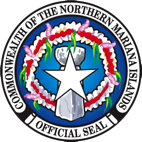 COMMONWEALTH OF THE NORTHERN MARIANA ISLANDS
OFFICIAL SEAL